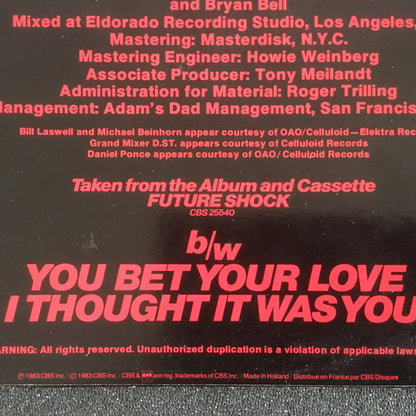 and Bryan Bell
Mixed at Eldorado Recording Studio, Los Angeles,
Mastering: Masterdisk, N.Y.C.
Mastering Engineer: Howie Weinberg
Associate Producer: Tony Meilandt
Administration for Material: Roger Trilling
Management: Adam's Dad Management, San Francis
Bill Laswell and Michael Beinhorn appear courtesy of OAO/Celluloid—Elektra Rec
Grand Mixer D.ST. appears courtesy of Celluloid Records
Daniel Ponce appears courtesy of OAO/Celluloid Records
Taken from the Album and Cassette
FUTURE SHOCK
CBS 25540
b/w
YOU BET YOUR LOVE
I THOUGHT IT WAS YOU
ARNING: All rights reserved. Unauthorized duplication is a violation of applicable laws
℗ 1983 CBS Inc. / © 1983 CBS Inc. / CBS & are reg. trademarks of CBS Inc. / Made in Holland / Distribué en France par CBS Disques